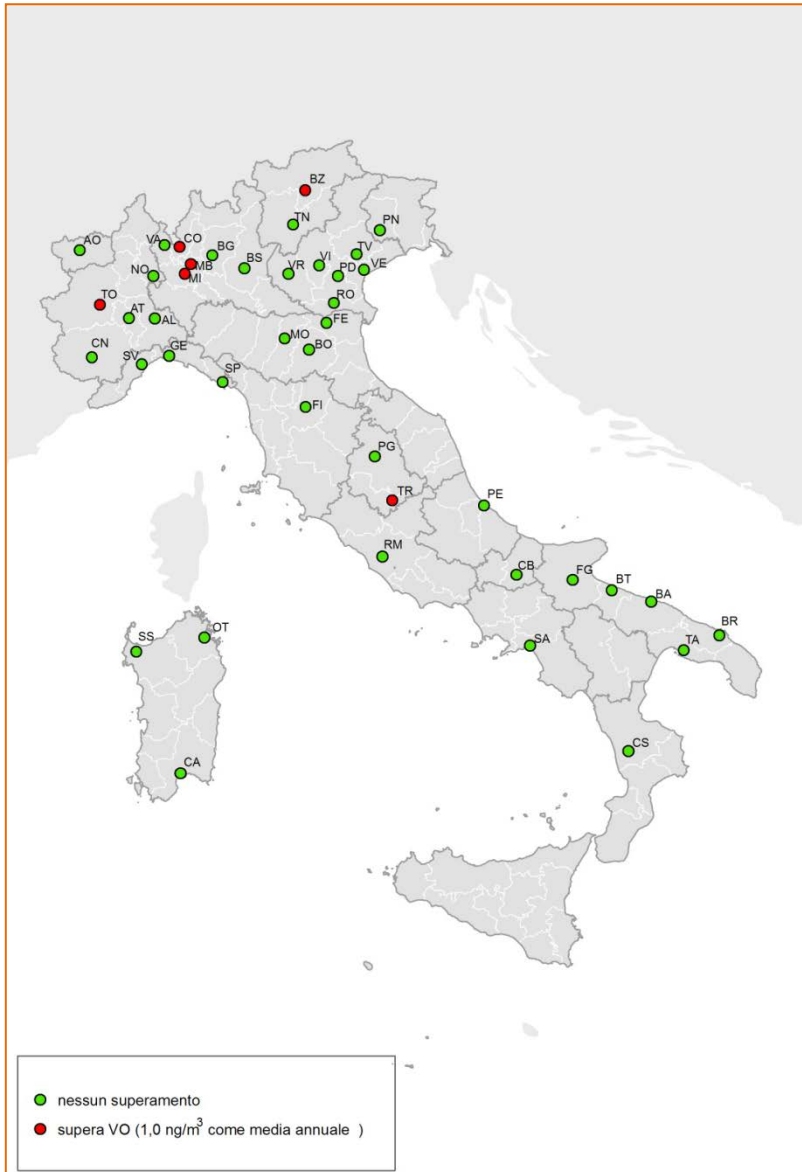 BZ
TN
PN
AO
VA
CO
BG
TV
MB
BS
VI
VE
NO
MI
VR
PD
TO
RO
AT
AL
FE
MO
BO
CN
SV
GE
SP
FI
PG
TR
PE
RM
CB
FG
BT
BA
BR
SS
OT
SA
TA
CS
CA
nessun superamento
supera VO (1,0 ng/m³ come media annuale )